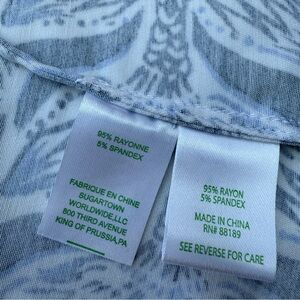 95% RAYONNE
5% SPANDEX
FABRIQUE EN CHINE
SUGARTOWN
WORLDWIDE,LLC
800 THIRD AVENUE
KING OF PRUSSIA,PA
95% RAYON
5% SPANDEX
MADE IN CHINA
RN# 88189
SEE REVERSE FOR CARE